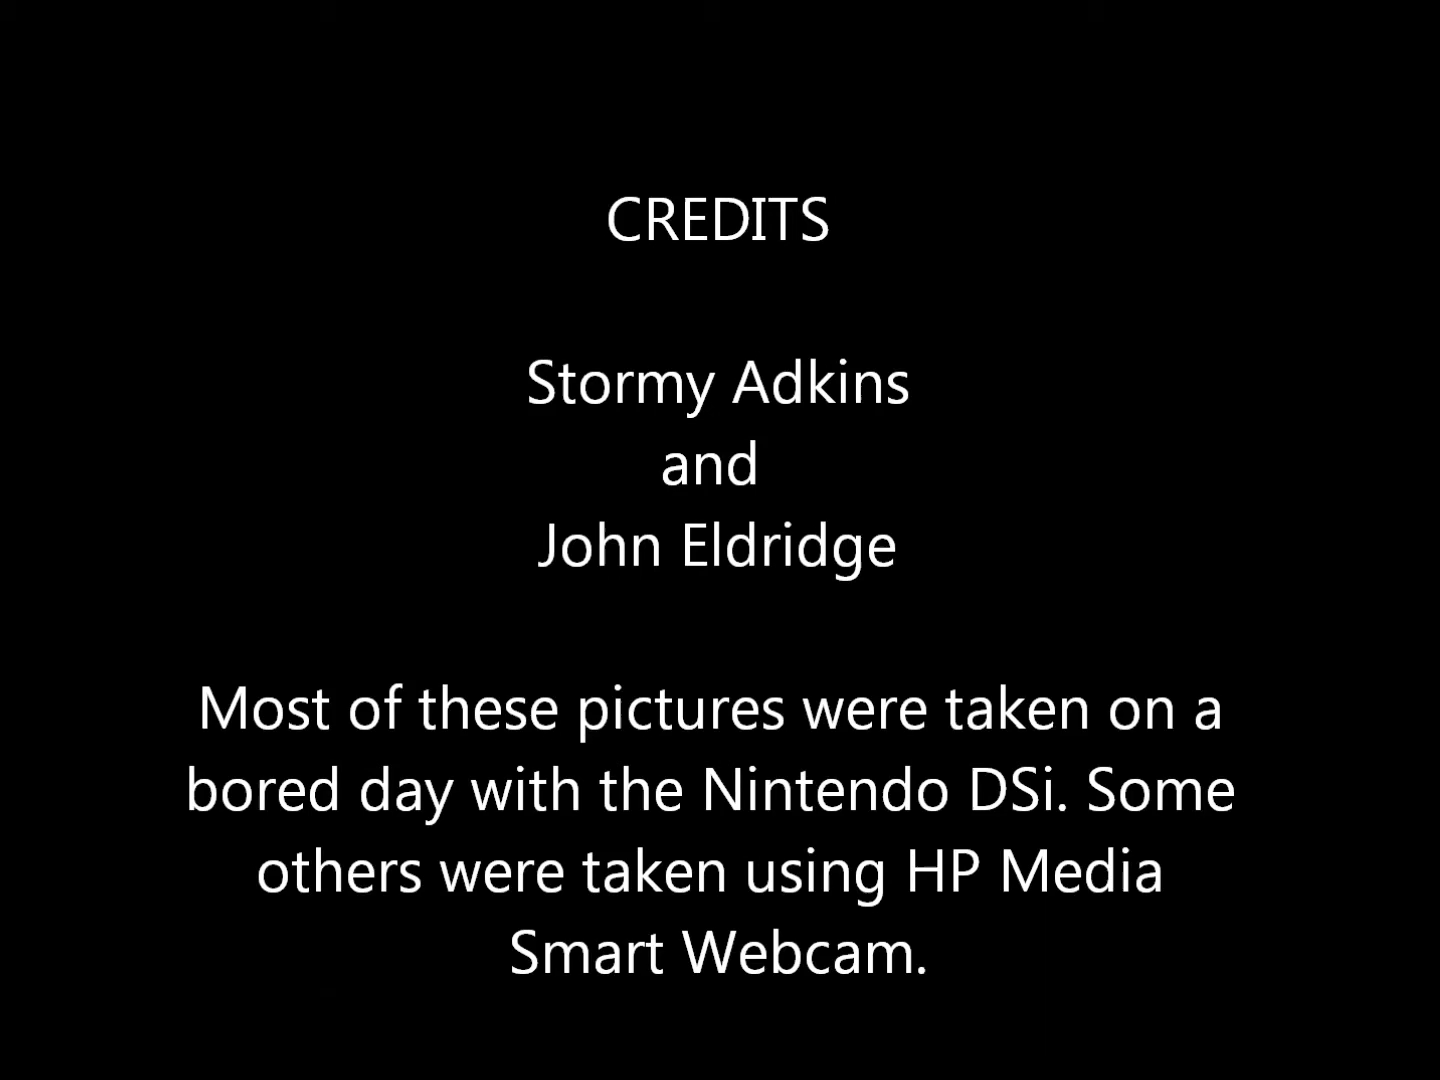 CREDITS
Stormy Adkins
and
John Eldridge
Most of these pictures were taken on a
bored day with the Nintendo DSi. Some
others were taken using HP Media
Smart Webcam.